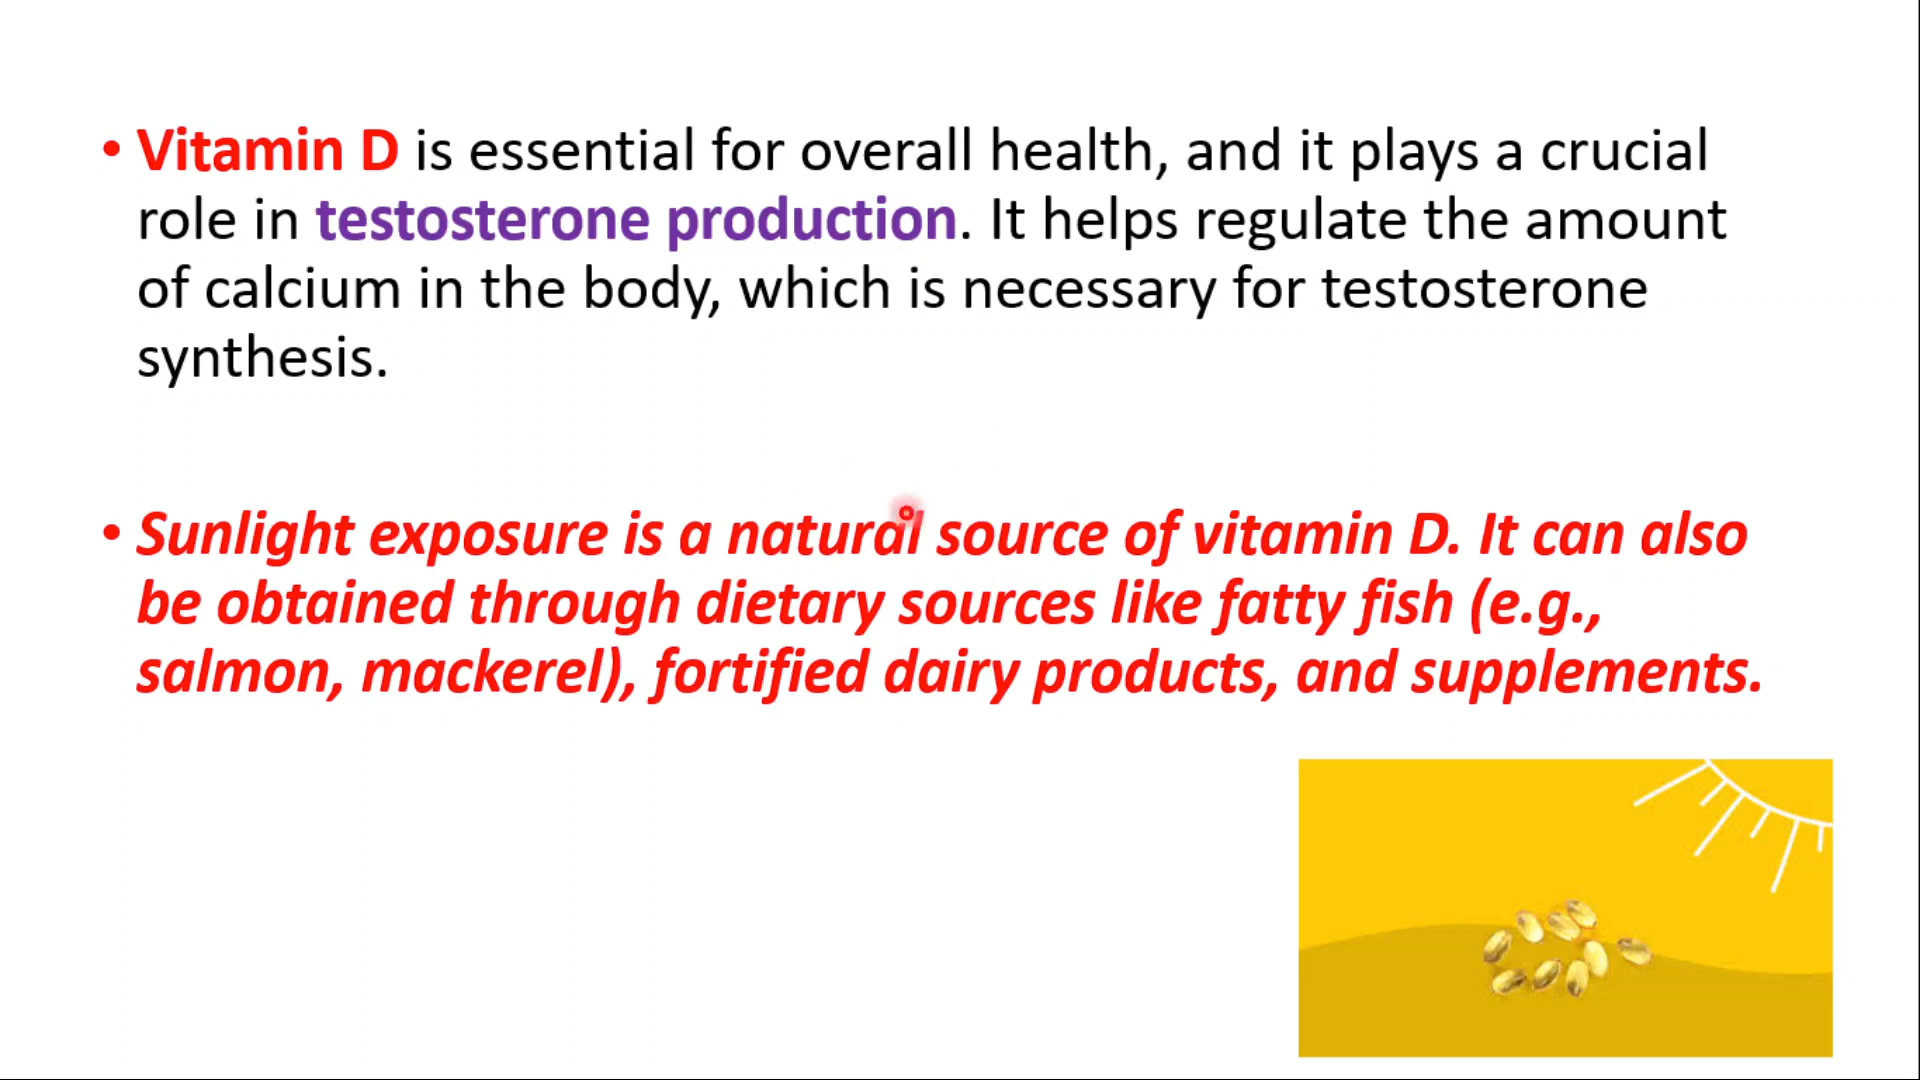 • Vitamin D is essential for overall health, and it plays a crucial
role in testosterone production. It helps regulate the amount
of calcium in the body, which is necessary for testosterone
synthesis.
• Sunlight exposure is a natural source of vitamin D. It can also
be obtained through dietary sources like fatty fish (e.g.,
salmon, mackerel), fortified dairy products, and supplements.